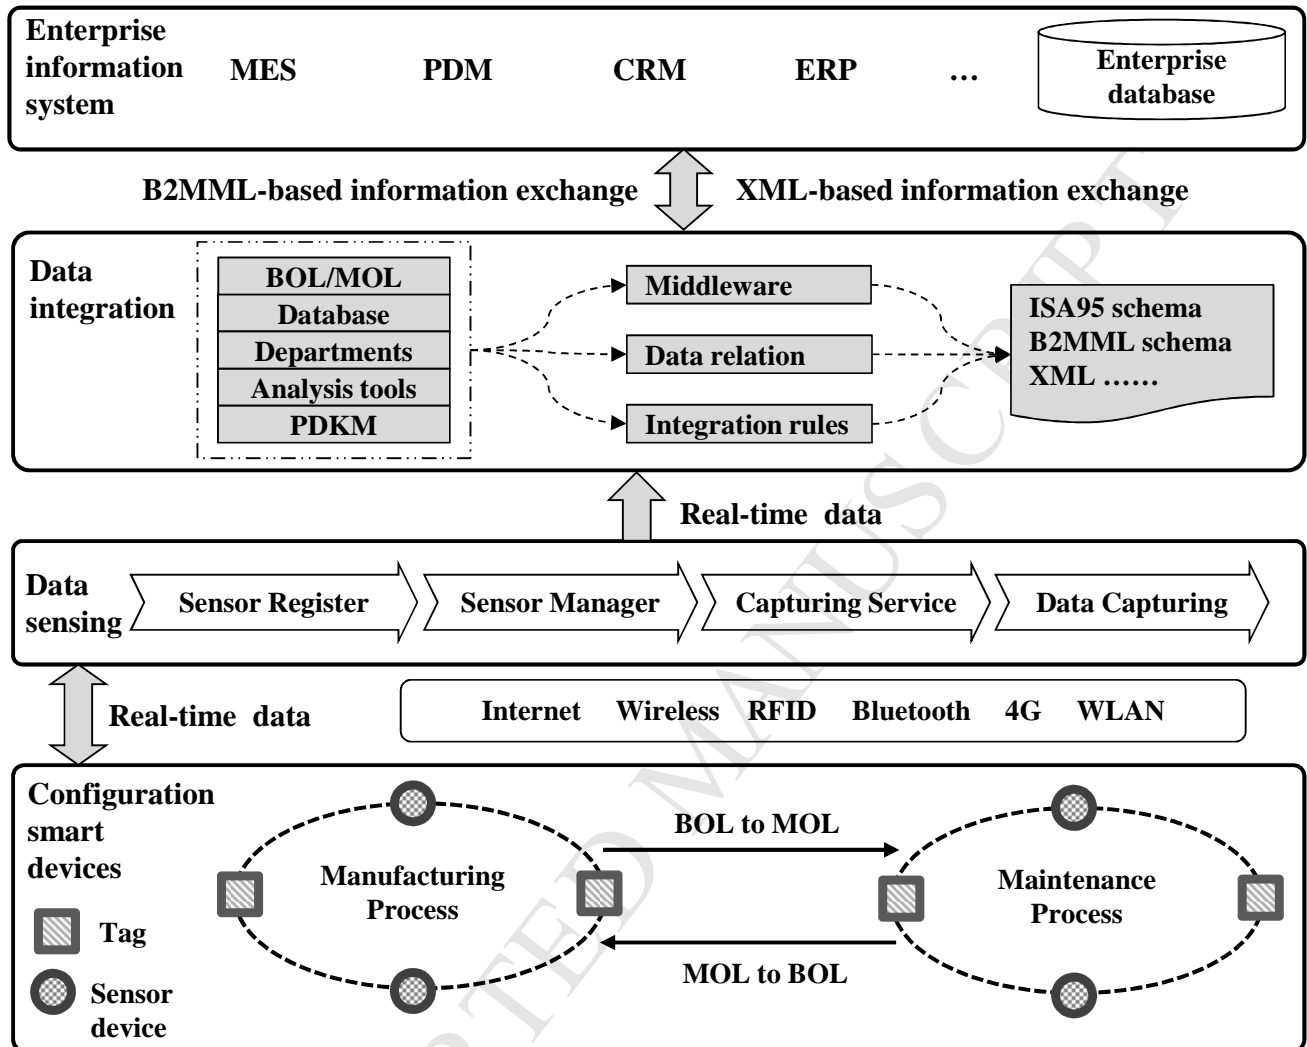 Enterprise
information
system
MES
PDM
CRM
ERP
…
Enterprise
database
B2MML-based information exchange
XML-based information exchange
Data
integration
BOL/MOL
Database
Departments
Analysis tools
PDKM
Middleware
Data relation
Integration rules
ISA95 schema
B2MML schema
XML ……
Real-time data
Data
sensing
Sensor Register
Sensor Manager
Capturing Service
Data Capturing
Real-time data
Internet Wireless RFID Bluetooth 4G WLAN
Configuration
smart
devices
Tag
Sensor
device
Manufacturing
Process
BOL to MOL
MOL to BOL
Maintenance
Process
PTED MANUSCRIPT